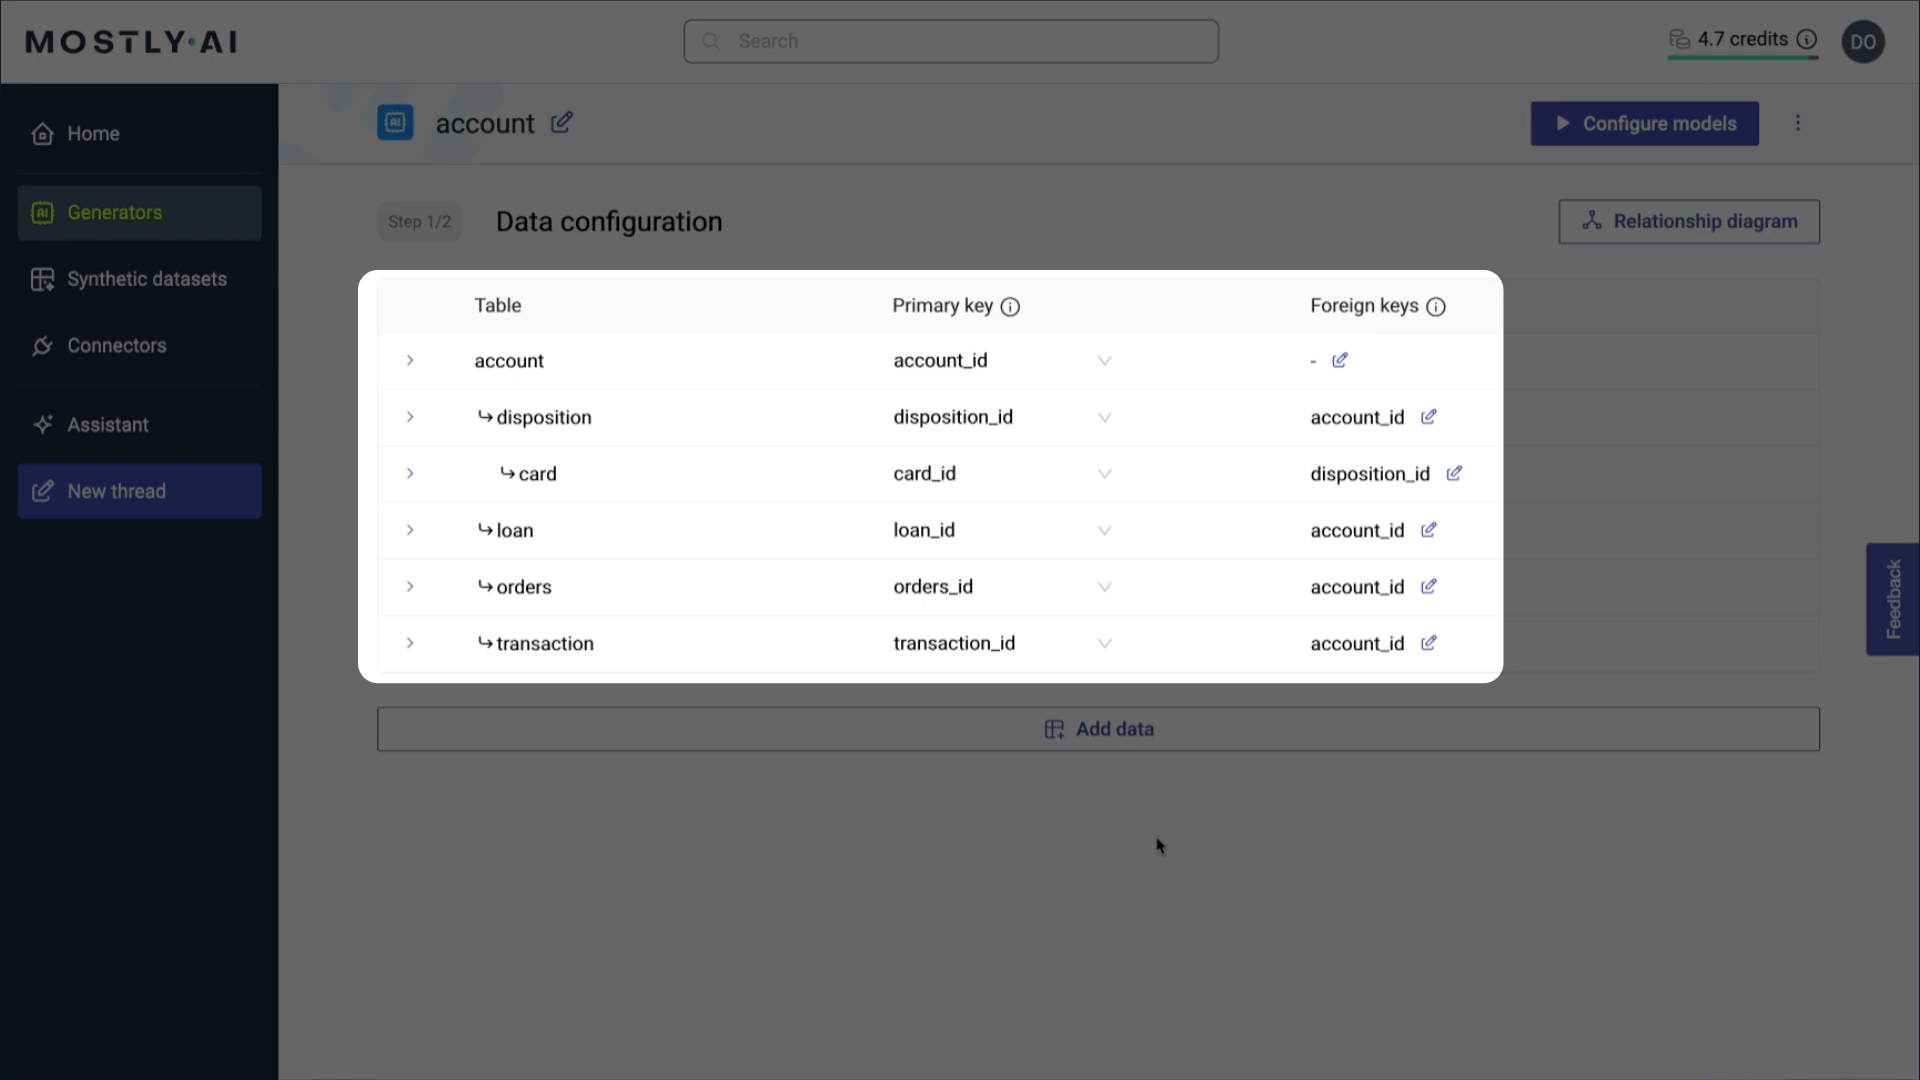 MOSTLY·AI
Search
4.7 credits
DO
Home
Generators
Synthetic datasets
Connectors
Assistant
New thread
account
Configure models
Step 1/2
Data configuration
Relationship diagram
Table Primary key Foreign keys
account account_id -
disposition disposition_id account_id
card card_id disposition_id
loan loan_id account_id
orders orders_id account_id
transaction transaction_id account_id
Add data
Feedback